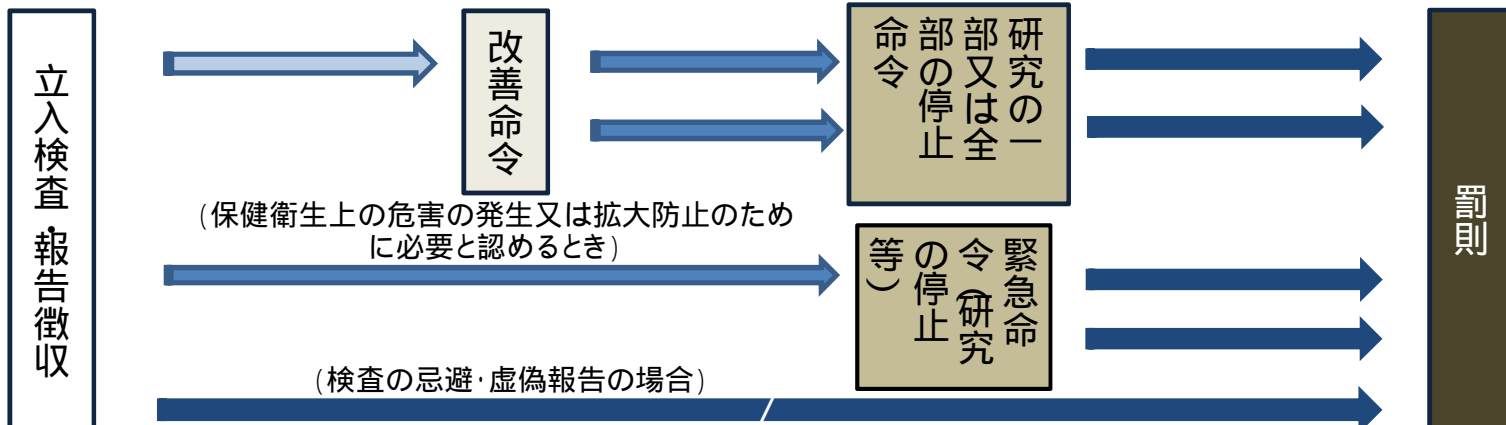 立入検査・報告徴収
改善命令
研究の一
部又は全
部の停止
命令
(保健衛生上の危害の発生又は拡大防止のため
に必要と認めるとき)
緊急命
令(研究
の停止
等)
(検査の忌避・虚偽報告の場合)
罰則